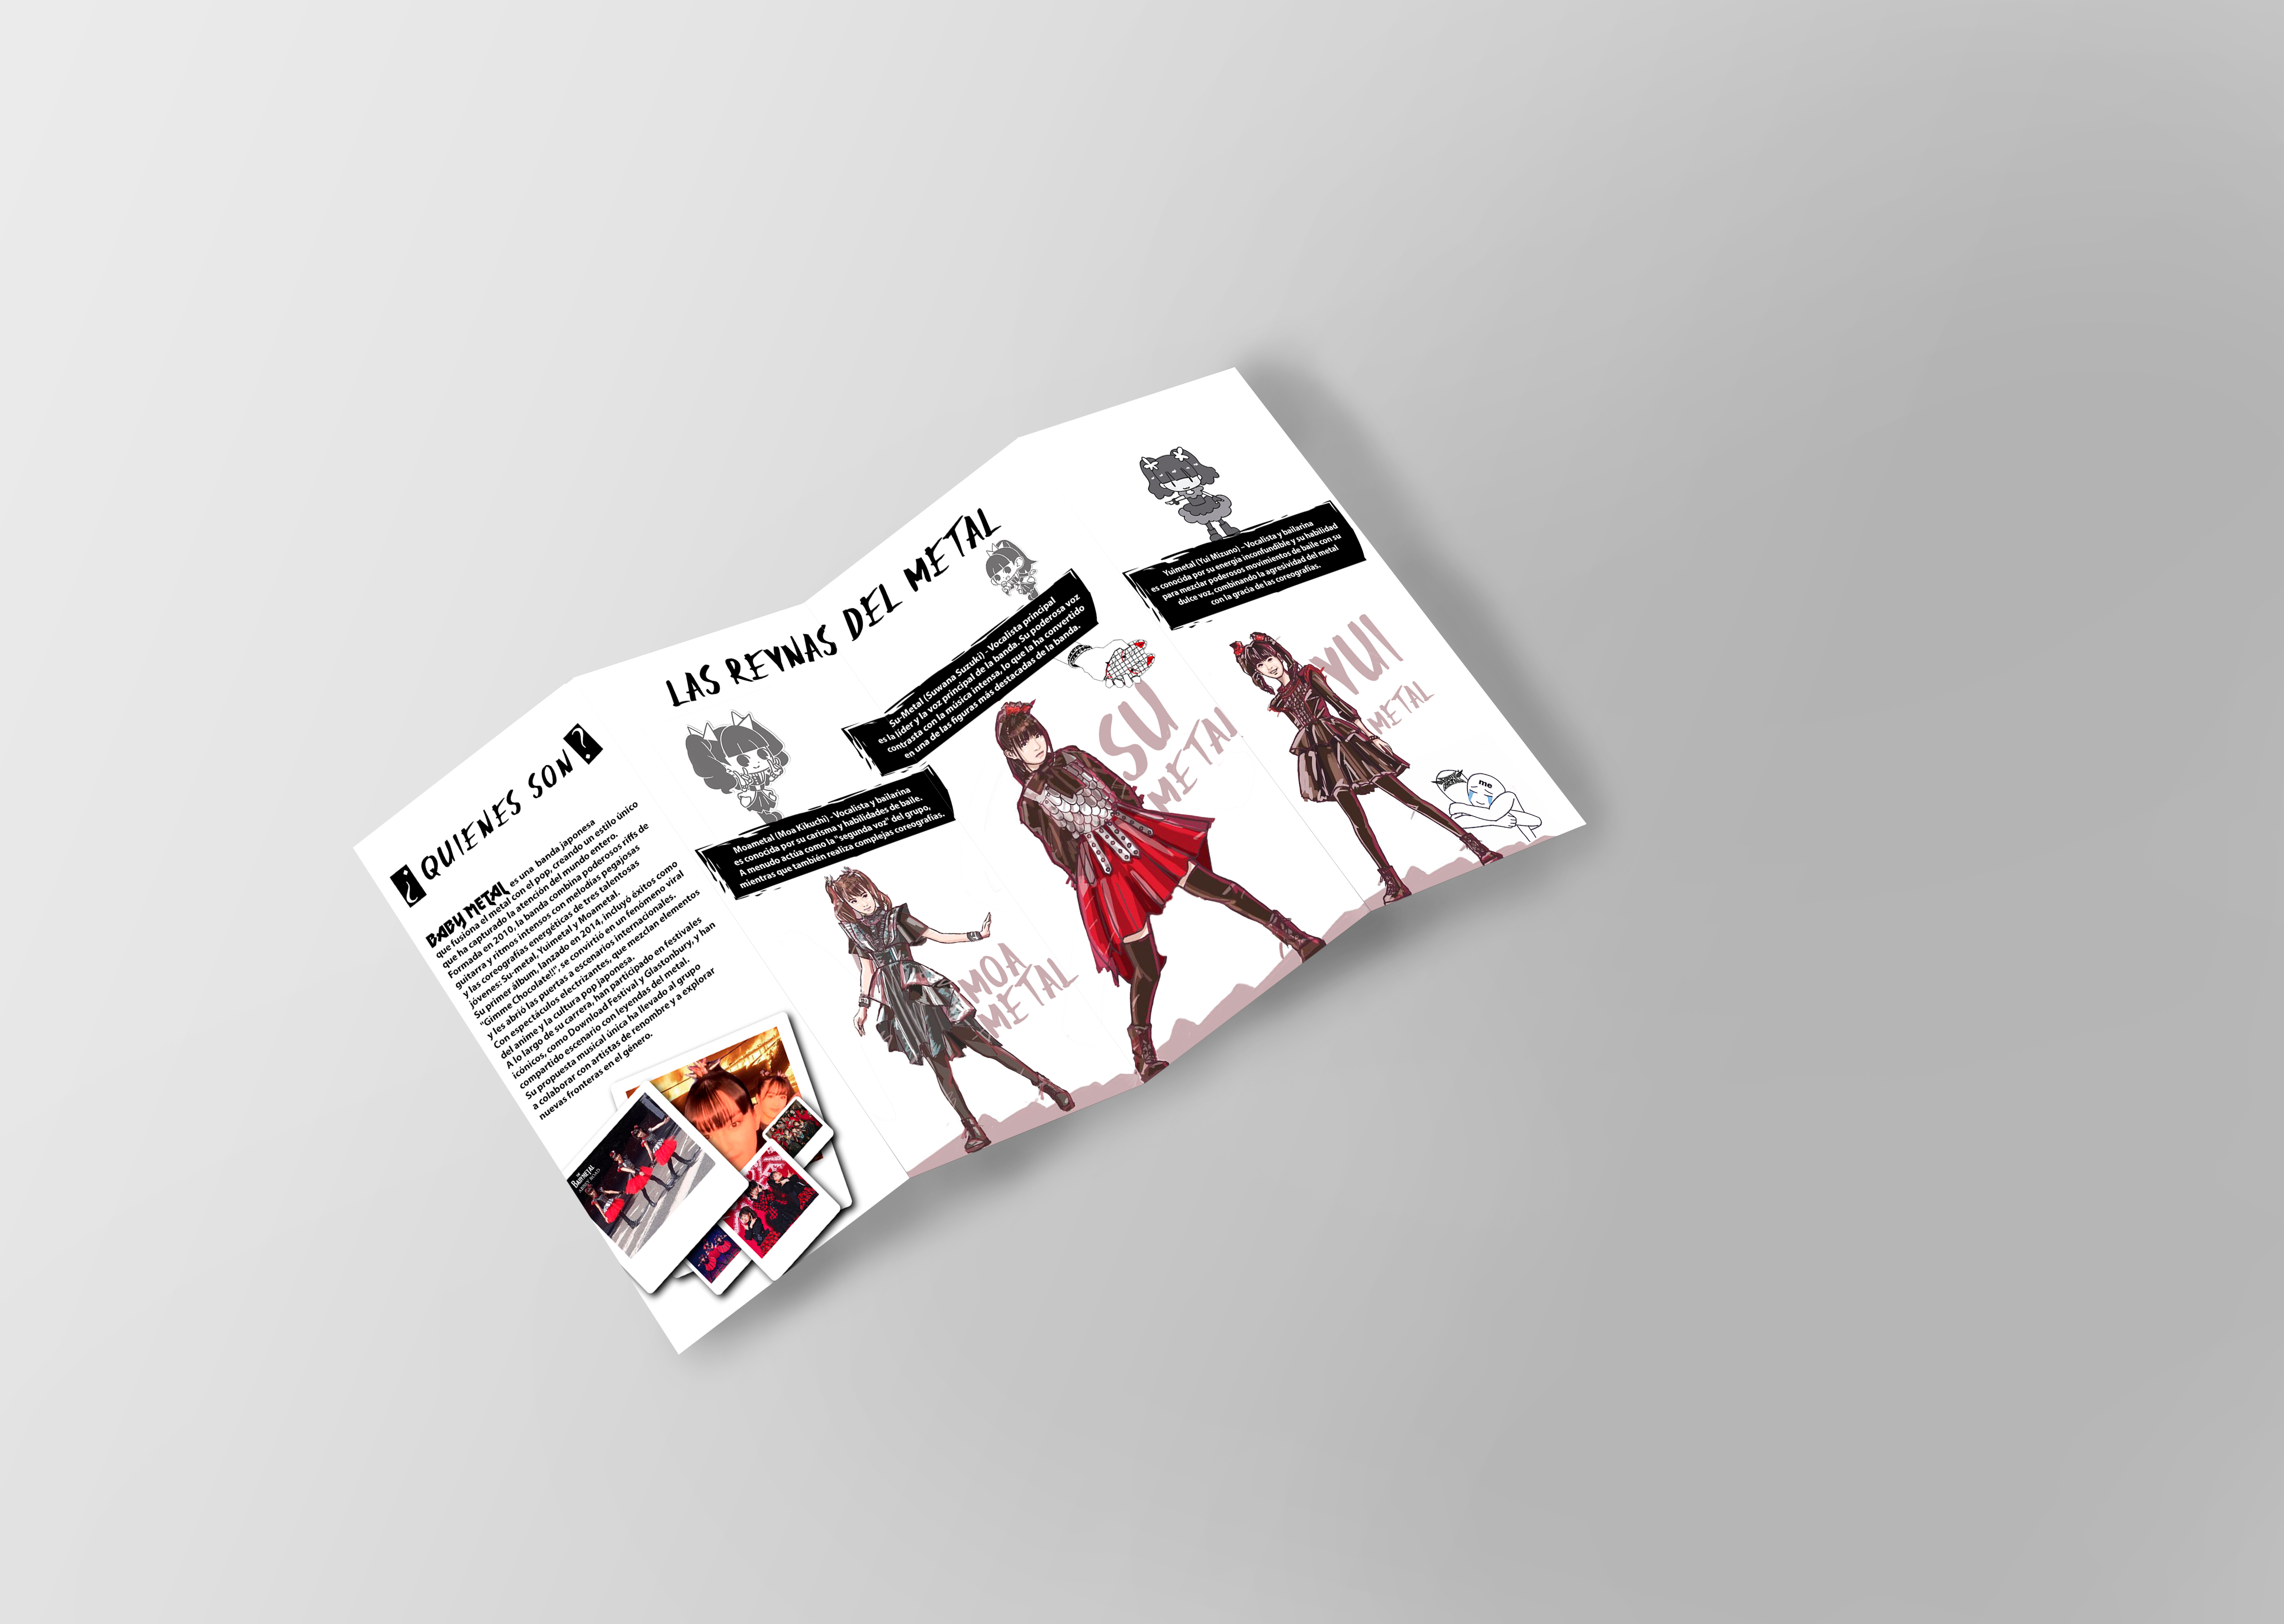 ¿QUIENES SON?
BABY METAL es una banda japonesa
que fusiona el metal con el pop, creando un estilo único
que ha capturado la atención del mundo entero.
Formada en 2010, la banda combina poderosos riffs de
guitarra y ritmos intensos con melodías pegajosas
y las coreografías energéticas de tres talentosas
jóvenes: Su-metal, Yuimetal y Moametal.
Su primer álbum, lanzado en 2014, incluyó éxitos como
"Gimme Chocolate!!", se convirtió en un fenómeno viral
y les abrió las puertas a escenarios internacionales.
Con espectáculos electrizantes, que mezclan elementos
del anime y la cultura pop japonesa.
A lo largo de su carrera, han participado en festivales
icónicos, como Download Festival y Glastonbury, y han
compartido escenario con leyendas del metal.
Su propuesta musical única ha llevado al grupo
a colaborar con artistas de renombre y a explorar
nuevas fronteras en el género.
BABYMETAL
LAS REYNAS DEL METAL
Moametal (Moa Kikuchi) - Vocalista y bailarina
es conocida por su carisma y habilidades de baile.
A menudo actúa como la "segunda voz" del grupo,
mientras que también realiza complejas coreografías.
MOA
METAL
Su-Metal (Suwana Suzuki) - Vocalista principal
es la líder y la voz principal de la banda. Su poderosa voz
contrasta con la música intensa, lo que la ha convertido
en una de las figuras más destacadas de la banda.
SU
METAL
Yuimetal (Yui Mizuno) - Vocalista y bailarina
es conocida por su energía inconfundible y su habilidad
para mezclar poderosos movimientos de baile con su
dulce voz, combinando la agresividad del metal
con la gracia de las coreografías.
YUI
METAL
me